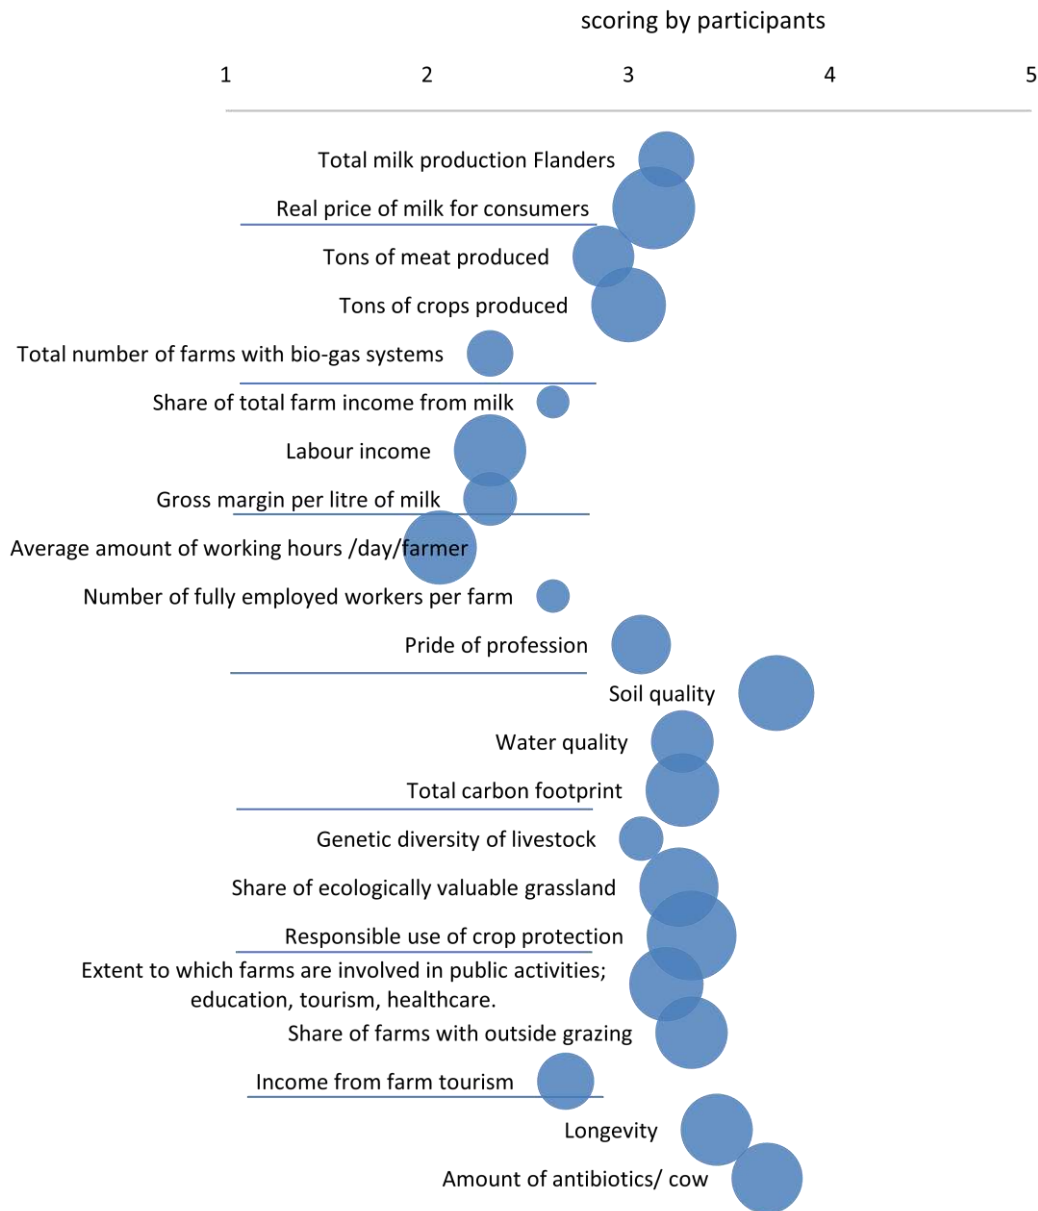 scoring by participants
1 2 3 4 5
Total milk production Flanders
Real price of milk for consumers
Tons of meat produced
Tons of crops produced
Total number of farms with bio-gas systems
Share of total farm income from milk
Labour income
Gross margin per litre of milk
Average amount of working hours /day/farmer
Number of fully employed workers per farm
Pride of profession
Soil quality
Water quality
Total carbon footprint
Genetic diversity of livestock
Share of ecologically valuable grassland
Responsible use of crop protection
Extent to which farms are involved in public activities;
education, tourism, healthcare.
Share of farms with outside grazing
Income from farm tourism
Longevity
Amount of antibiotics/ cow